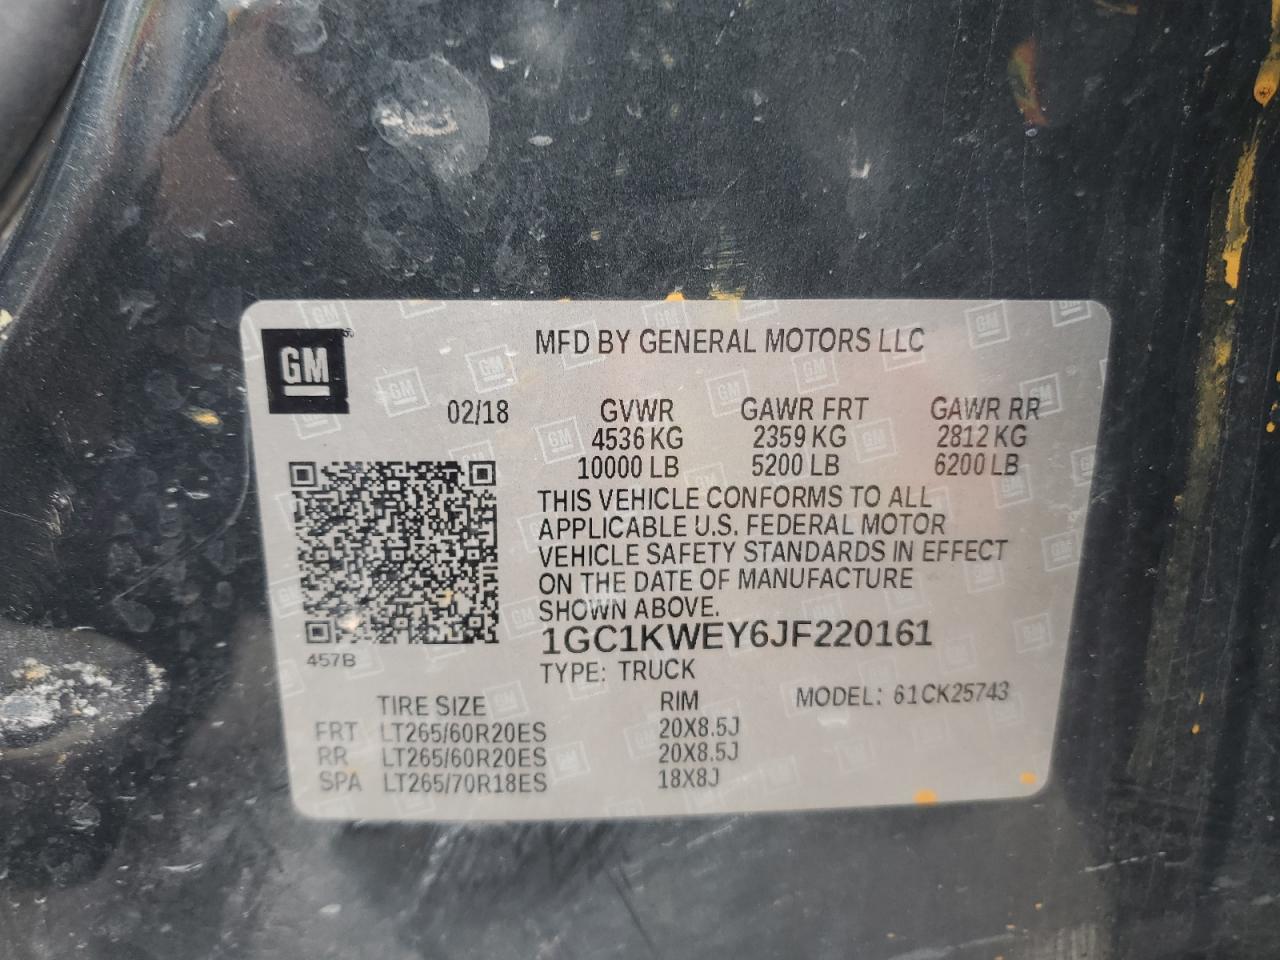 GM
MFD BY GENERAL MOTORS LLC
02/18 GVWR GAWR FRT GAWR RR
4536 KG 2359 KG 2812 KG
10000 LB 5200 LB 6200 LB
THIS VEHICLE CONFORMS TO ALL
APPLICABLE U.S. FEDERAL MOTOR
VEHICLE SAFETY STANDARDS IN EFFECT
ON THE DATE OF MANUFACTURE
SHOWN ABOVE.
1GC1KWEY6JF220161
457B
TYPE: TRUCK
TIRE SIZE RIM MODEL: 61CK25743
FRT LT265/60R20ES 20X8.5J
RR LT265/60R20ES 20X8.5J
SPA LT265/70R18ES 18X8J